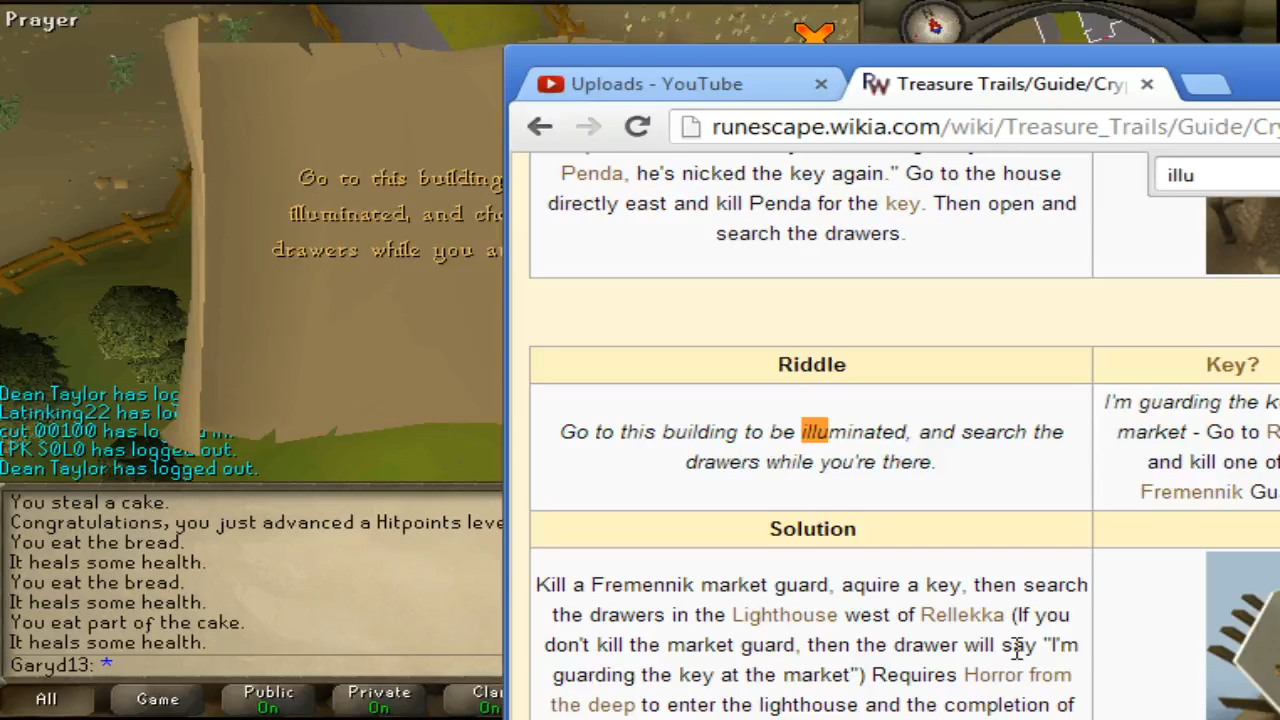 Prayer
Go to this building
illuminated, and
drawers while you
Dean Taylor has
Latinking22 has
cut 00100 has
I PK S0L0 has logged out.
Dean Taylor has logged out.
You steal a cake.
Congratulations, you just advanced a Hitpoints
You eat the bread.
It heals some health.
You eat the bread.
It heals some health.
You eat part of the cake.
It heals some health.
Garyd13: *
All
Game
Public
On
Private
On
On
Uploads - YouTube
Treasure Trails/Guide/Cry
runescape.wikia.com/wiki/Treasure_Trails/Guide/
illu
Penda, he's nicked the key again." Go to the house
directly east and kill Penda for the key. Then open and
search the drawers.
Riddle
Key?
Go to this building to be illuminated, and search the
drawers while you're there.
I'm guarding the
market - Go to
and kill one of
Fremennik
Solution
Kill a Fremennik market guard, aquire a key, then search
the drawers in the Lighthouse west of Rellekka (If you
don't kill the market guard, then the drawer will say "I'm
guarding the key at the market") Requires Horror from
the deep to enter the lighthouse and the completion of